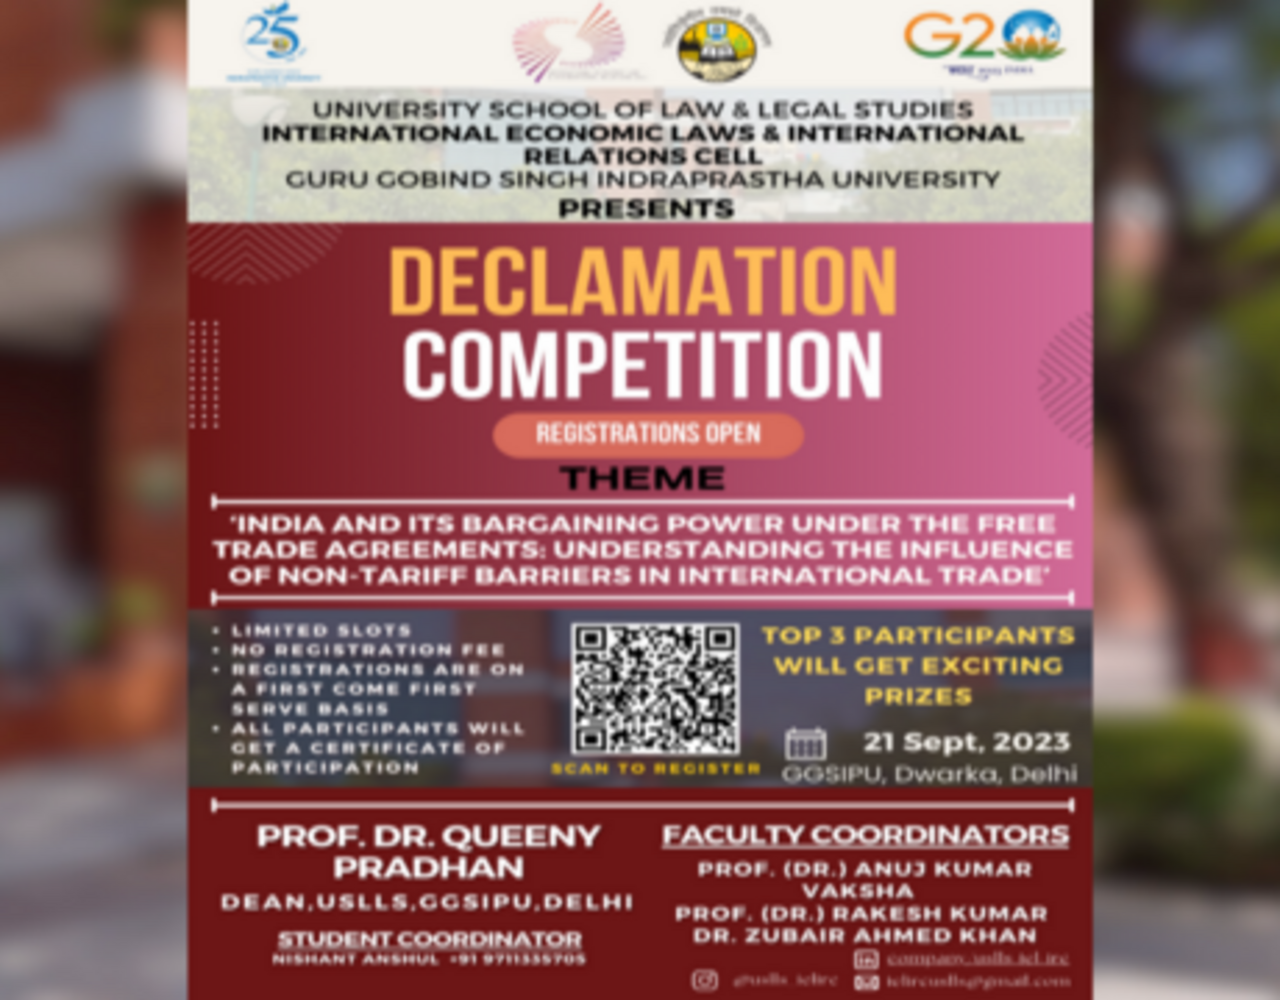 25
G20
UNIVERSITY SCHOOL OF LAW & LEGAL STUDIES
INTERNATIONAL ECONOMIC LAWS & INTERNATIONAL
RELATIONS CELL
GURU GOBIND SINGH INDRAPRASTHA UNIVERSITY
PRESENTS
DECLAMATION
COMPETITION
REGISTRATIONS OPEN
THEME
'INDIA AND ITS BARGAINING POWER UNDER THE FREE
TRADE AGREEMENTS: UNDERSTANDING THE INFLUENCE
OF NON-TARIFF BARRIERS IN INTERNATIONAL TRADE'
• LIMITED SLOTS
• NO REGISTRATION FEE
• REGISTRATIONS ARE ON
A FIRST COME FIRST
SERVE BASIS
• ALL PARTICIPANTS WILL
GET A CERTIFICATE OF
PARTICIPATION
SCAN TO REGISTER
TOP 3 PARTICIPANTS
WILL GET EXCITING
PRIZES
21 Sept, 2023
GGSIPU, Dwarka, Delhi
PROF. DR. QUEENY
PRADHAN
DEAN,USLLS,GGSIPU,DELHI
STUDENT COORDINATOR
NISHANT ANSHUL +91 9711335705
FACULTY COORDINATORS
PROF. (DR.) ANUJ KUMAR
VAKSHA
PROF. (DR.) RAKESH KUMAR
DR. ZUBAIR AHMED KHAN